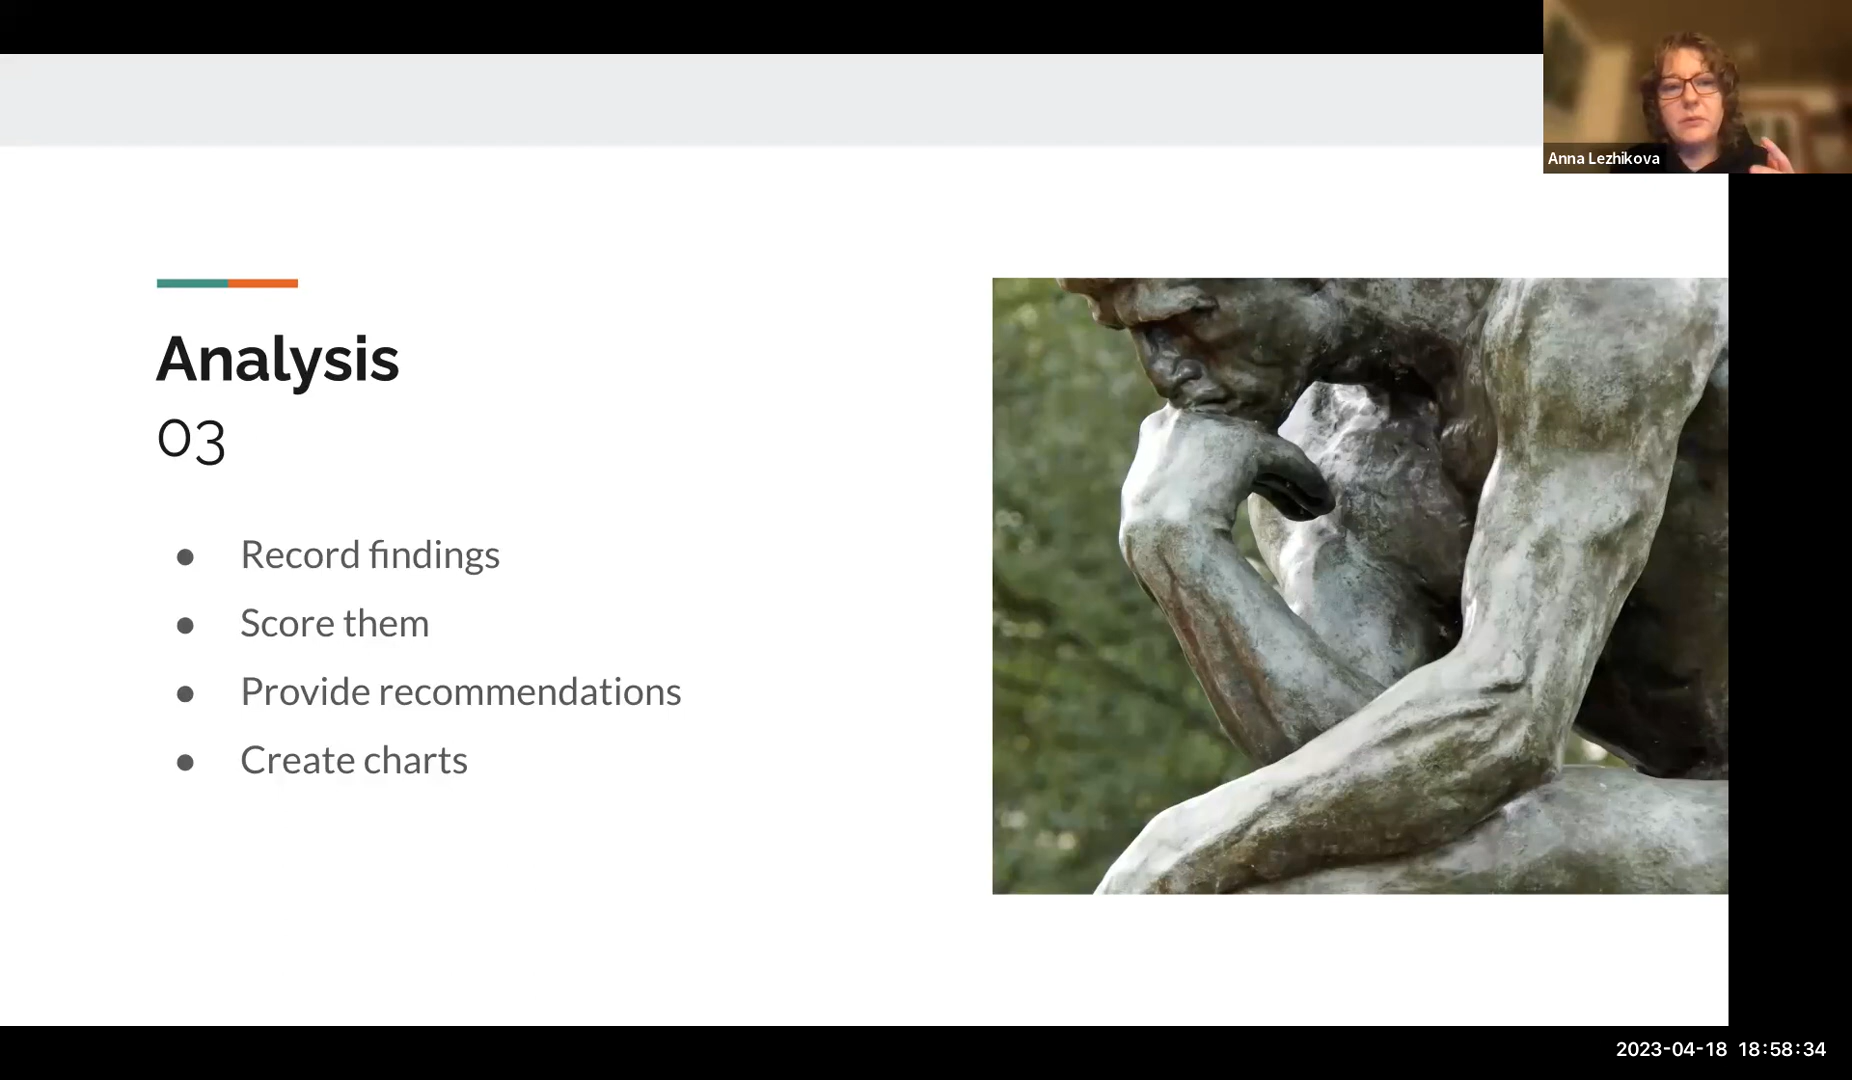 Anna Lezhikova
Analysis
03
● Record findings
● Score them
● Provide recommendations
● Create charts
2023-04-18 18:58:34